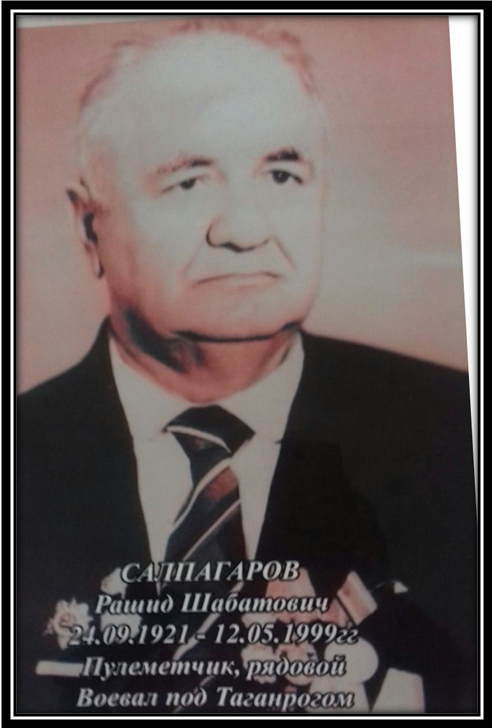 САЛПАГАРОВ
Рашид Шабатович
24.09.1921 - 12.05.1999гг
Пулеметчик, рядовой
Воевал под Таганрогом